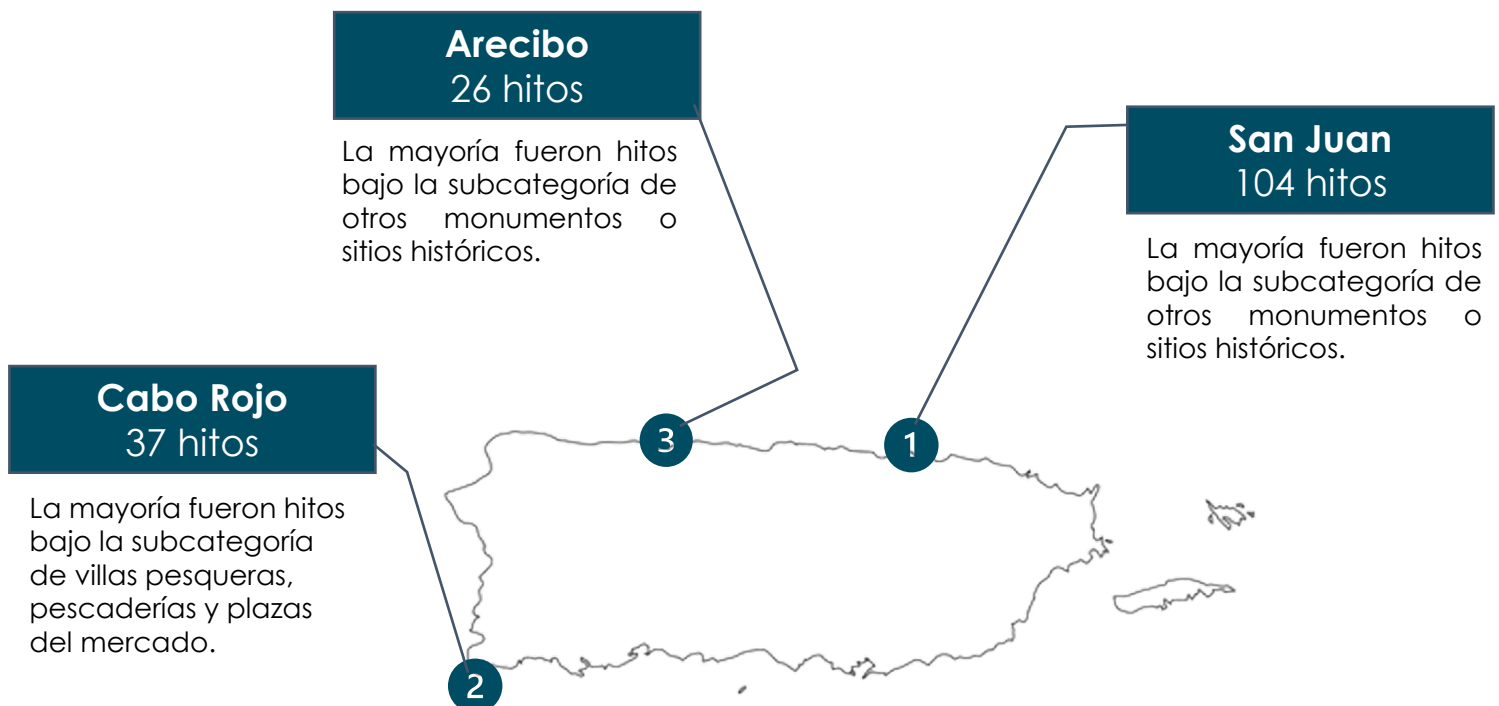 Arecibo
26 hitos
La mayoría fueron hitos
bajo la subcategoría de
otros monumentos o
sitios históricos.
San Juan
104 hitos
La mayoría fueron hitos
bajo la subcategoría de
otros monumentos o
sitios históricos.
Cabo Rojo
37 hitos
La mayoría fueron hitos
bajo la subcategoría
de villas pesqueras,
pescaderías y plazas
del mercado.
3
1
2